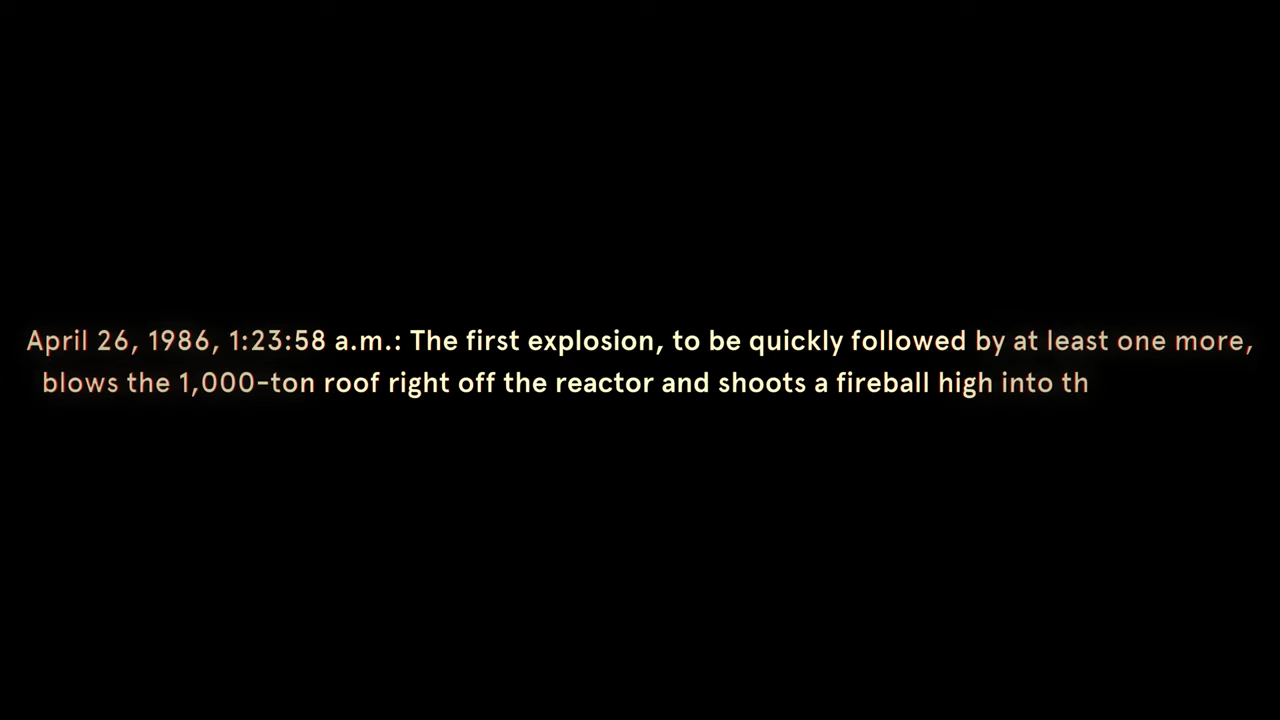 April 26, 1986, 1:23:58 a.m.: The first explosion, to be quickly followed by at least one more,
blows the 1,000-ton roof right off the reactor and shoots a fireball high into th